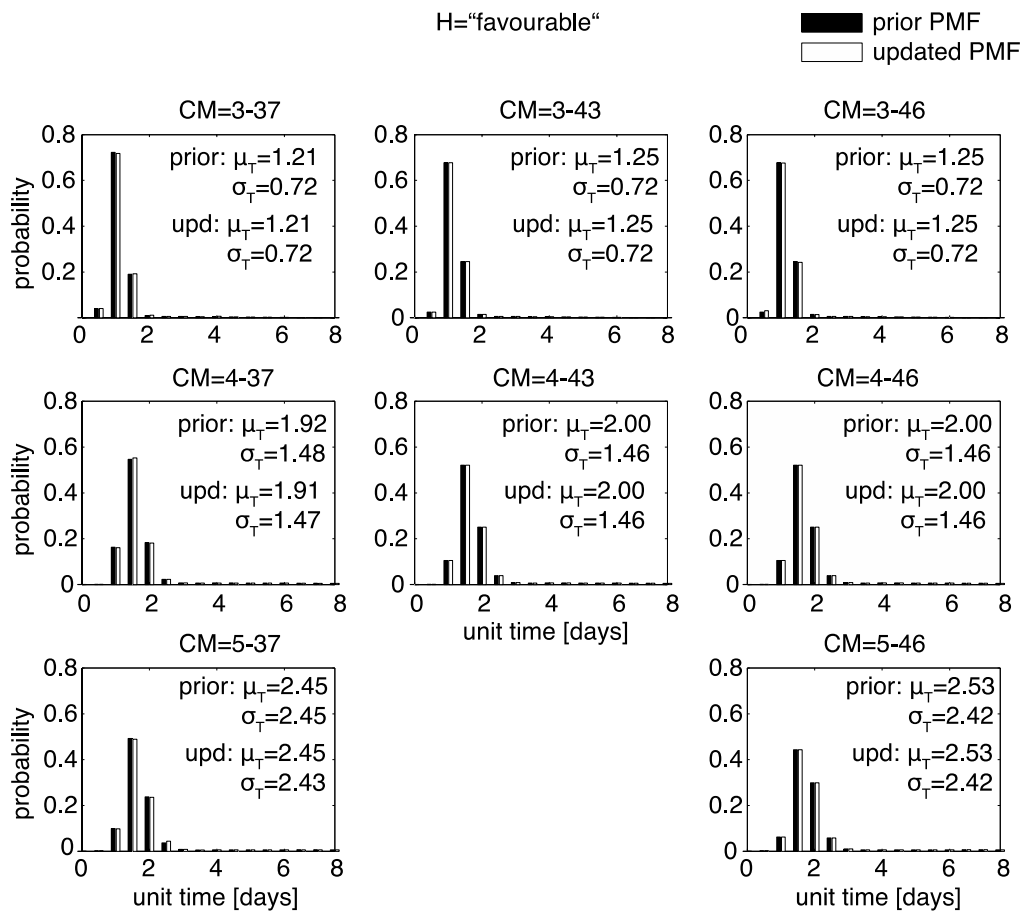 H=“favourable“
prior PMF
updated PMF
CM=3-37
probability
0.8
0.6
0.4
0.2
0
prior: μT=1.21
σT=0.72
upd: μT=1.21
σT=0.72
0 2 4 6 8
CM=3-43
0.8
0.6
0.4
0.2
0
prior: μT=1.25
σT=0.72
upd: μT=1.25
σT=0.72
0 2 4 6 8
CM=3-46
0.8
0.6
0.4
0.2
0
prior: μT=1.25
σT=0.72
upd: μT=1.25
σT=0.72
0 2 4 6 8
CM=4-37
probability
0.8
0.6
0.4
0.2
0
prior: μT=1.92
σT=1.48
upd: μT=1.91
σT=1.47
0 2 4 6 8
CM=4-43
0.8
0.6
0.4
0.2
0
prior: μT=2.00
σT=1.46
upd: μT=2.00
σT=1.46
0 2 4 6 8
unit time [days]
CM=4-46
0.8
0.6
0.4
0.2
0
prior: μT=2.00
σT=1.46
upd: μT=2.00
σT=1.46
0 2 4 6 8
CM=5-37
probability
0.8
0.6
0.4
0.2
0
prior: μT=2.45
σT=2.45
upd: μT=2.45
σT=2.43
0 2 4 6 8
unit time [days]
CM=5-46
0.8
0.6
0.4
0.2
0
prior: μT=2.53
σT=2.42
upd: μT=2.53
σT=2.42
0 2 4 6 8
unit time [days]